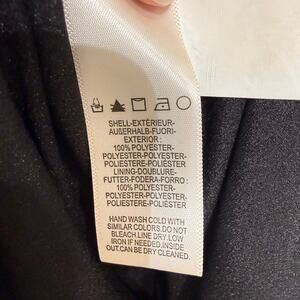 SHELL-EXTÉRIEUR-
AUßERHALB-FUORI-
EXTERIOR :
100% POLYESTER-
POLYESTER-POLYESTER-
POLIESTERE-POLIÉSTER
LINING-DOUBLURE-
FUTTER-FODERA-FORRO :
100% POLYESTER-
POLYESTER-POLYESTER-
POLIESTERE-POLIÉSTER
HAND WASH COLD WITH
SIMILAR COLORS.DO NOT
BLEACH.LINE DRY.LOW
IRON IF NEEDED.INSIDE
OUT.CAN BE DRY CLEANED.